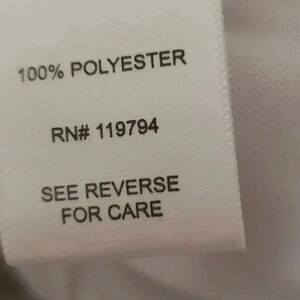 100% POLYESTER
RN# 119794
SEE REVERSE
FOR CARE